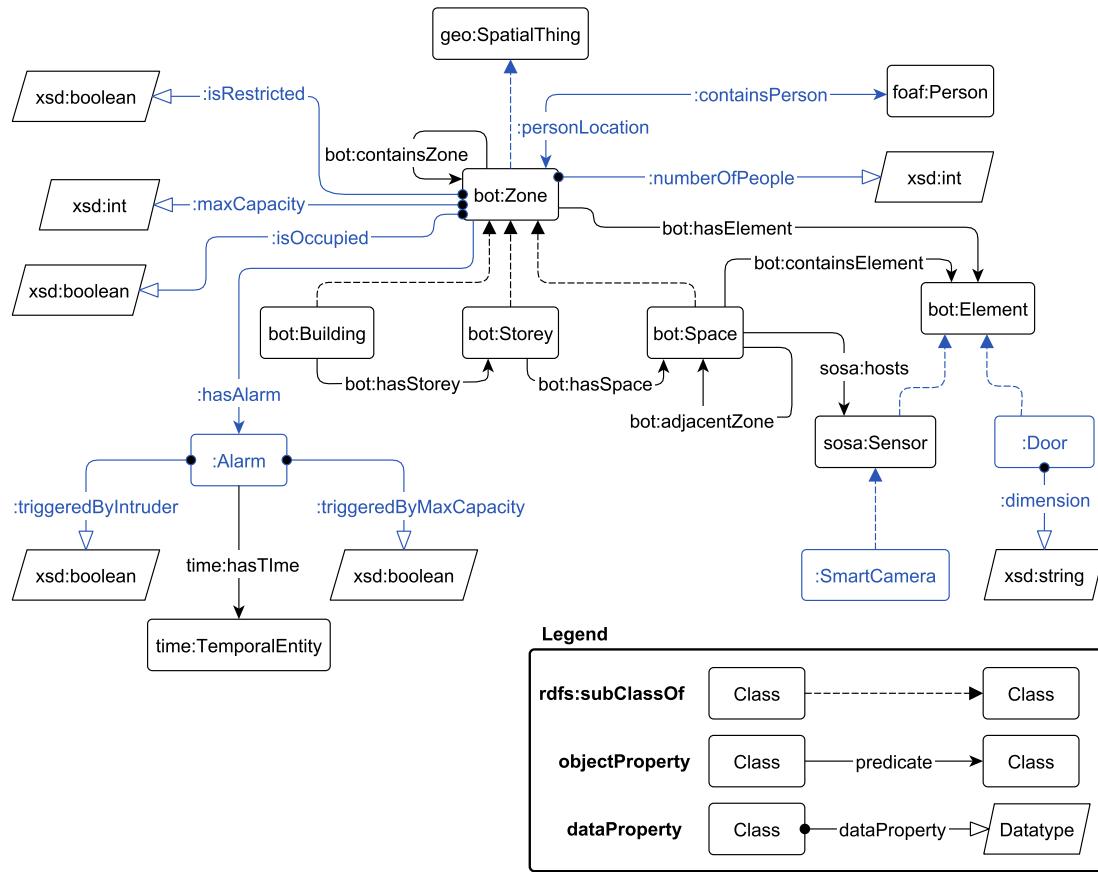 geo:SpatialThing
xsd:boolean
:isRestricted
:containsPerson
foaf:Person
:personLocation
bot:containsZone
bot:Zone
:numberOfPeople
xsd:int
xsd:int
:maxCapacity
:isOccupied
bot:hasElement
xsd:boolean
bot:containsElement
bot:Building
bot:Storey
bot:Space
bot:Element
bot:hasStorey
bot:hasSpace
sosa:hosts
:hasAlarm
bot:adjacentZone
:Alarm
sosa:Sensor
:Door
:triggeredByIntruder
:triggeredByMaxCapacity
:dimension
xsd:boolean
time:hasTIme
xsd:boolean
:SmartCamera
xsd:string
time:TemporalEntity
Legend
rdfs:subClassOf
Class
Class
objectProperty
Class
predicate
Class
dataProperty
Class
dataProperty
Datatype